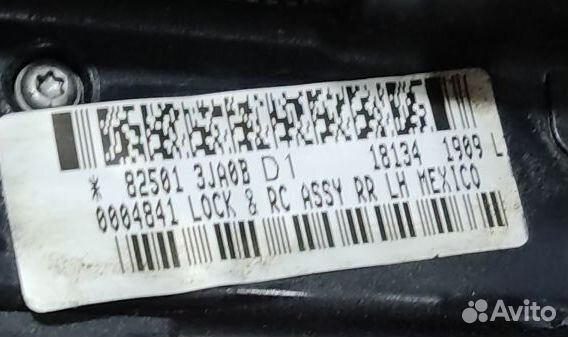 * 82501 3JA0B D1 18134 1909 L
0004841 LOCK & RC ASSY RR LH MEXICO
Avito